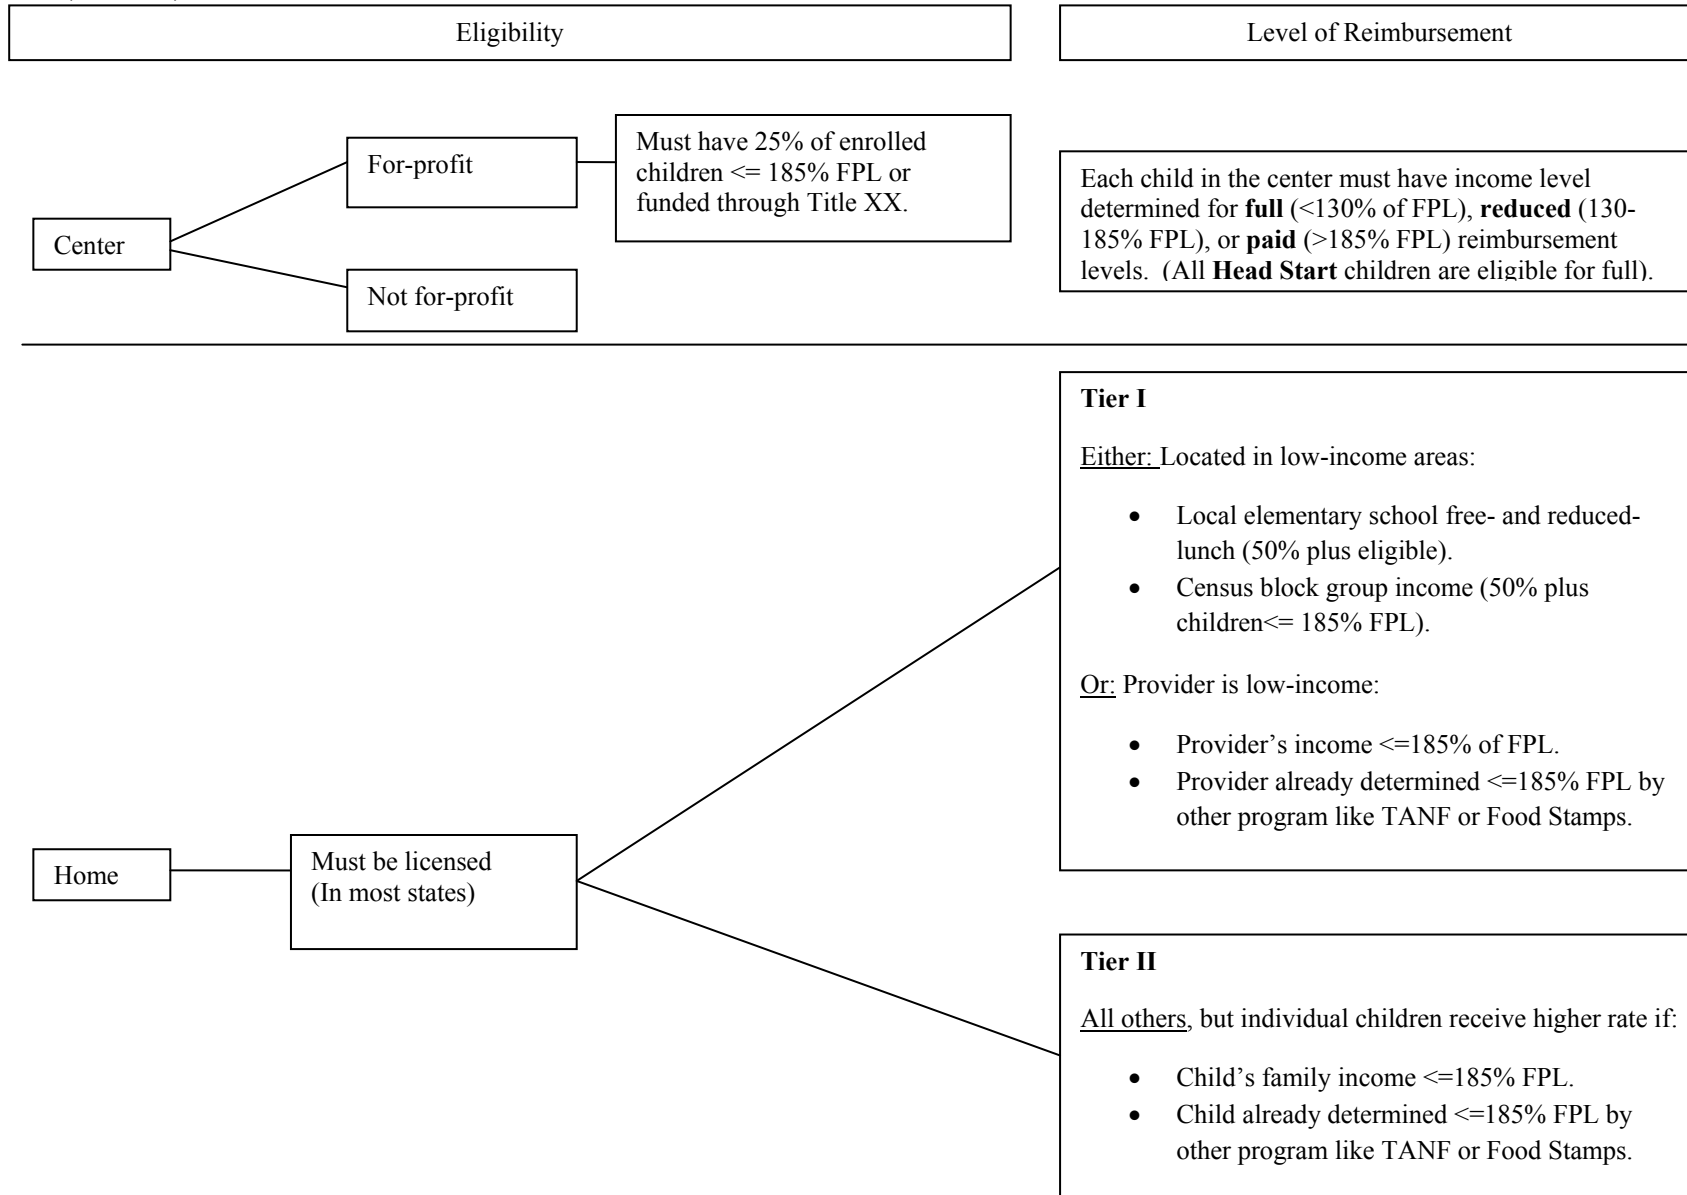 Eligibility
Level of Reimbursement
For-profit
Must have 25% of enrolled
children <= 185% FPL or
funded through Title XX.
Center
Not for-profit
Each child in the center must have income level
determined for full (<130% of FPL), reduced (130-
185% FPL), or paid (>185% FPL) reimbursement
levels. (All Head Start children are eligible for full).
Home
Must be licensed
(In most states)
Tier I
Either: Located in low-income areas:
• Local elementary school free- and reduced-
lunch (50% plus eligible).
• Census block group income (50% plus
children<= 185% FPL).
Or: Provider is low-income:
• Provider’s income <=185% of FPL.
• Provider already determined <=185% FPL by
other program like TANF or Food Stamps.
Tier II
All others, but individual children receive higher rate if:
• Child’s family income <=185% FPL.
• Child already determined <=185% FPL by
other program like TANF or Food Stamps.